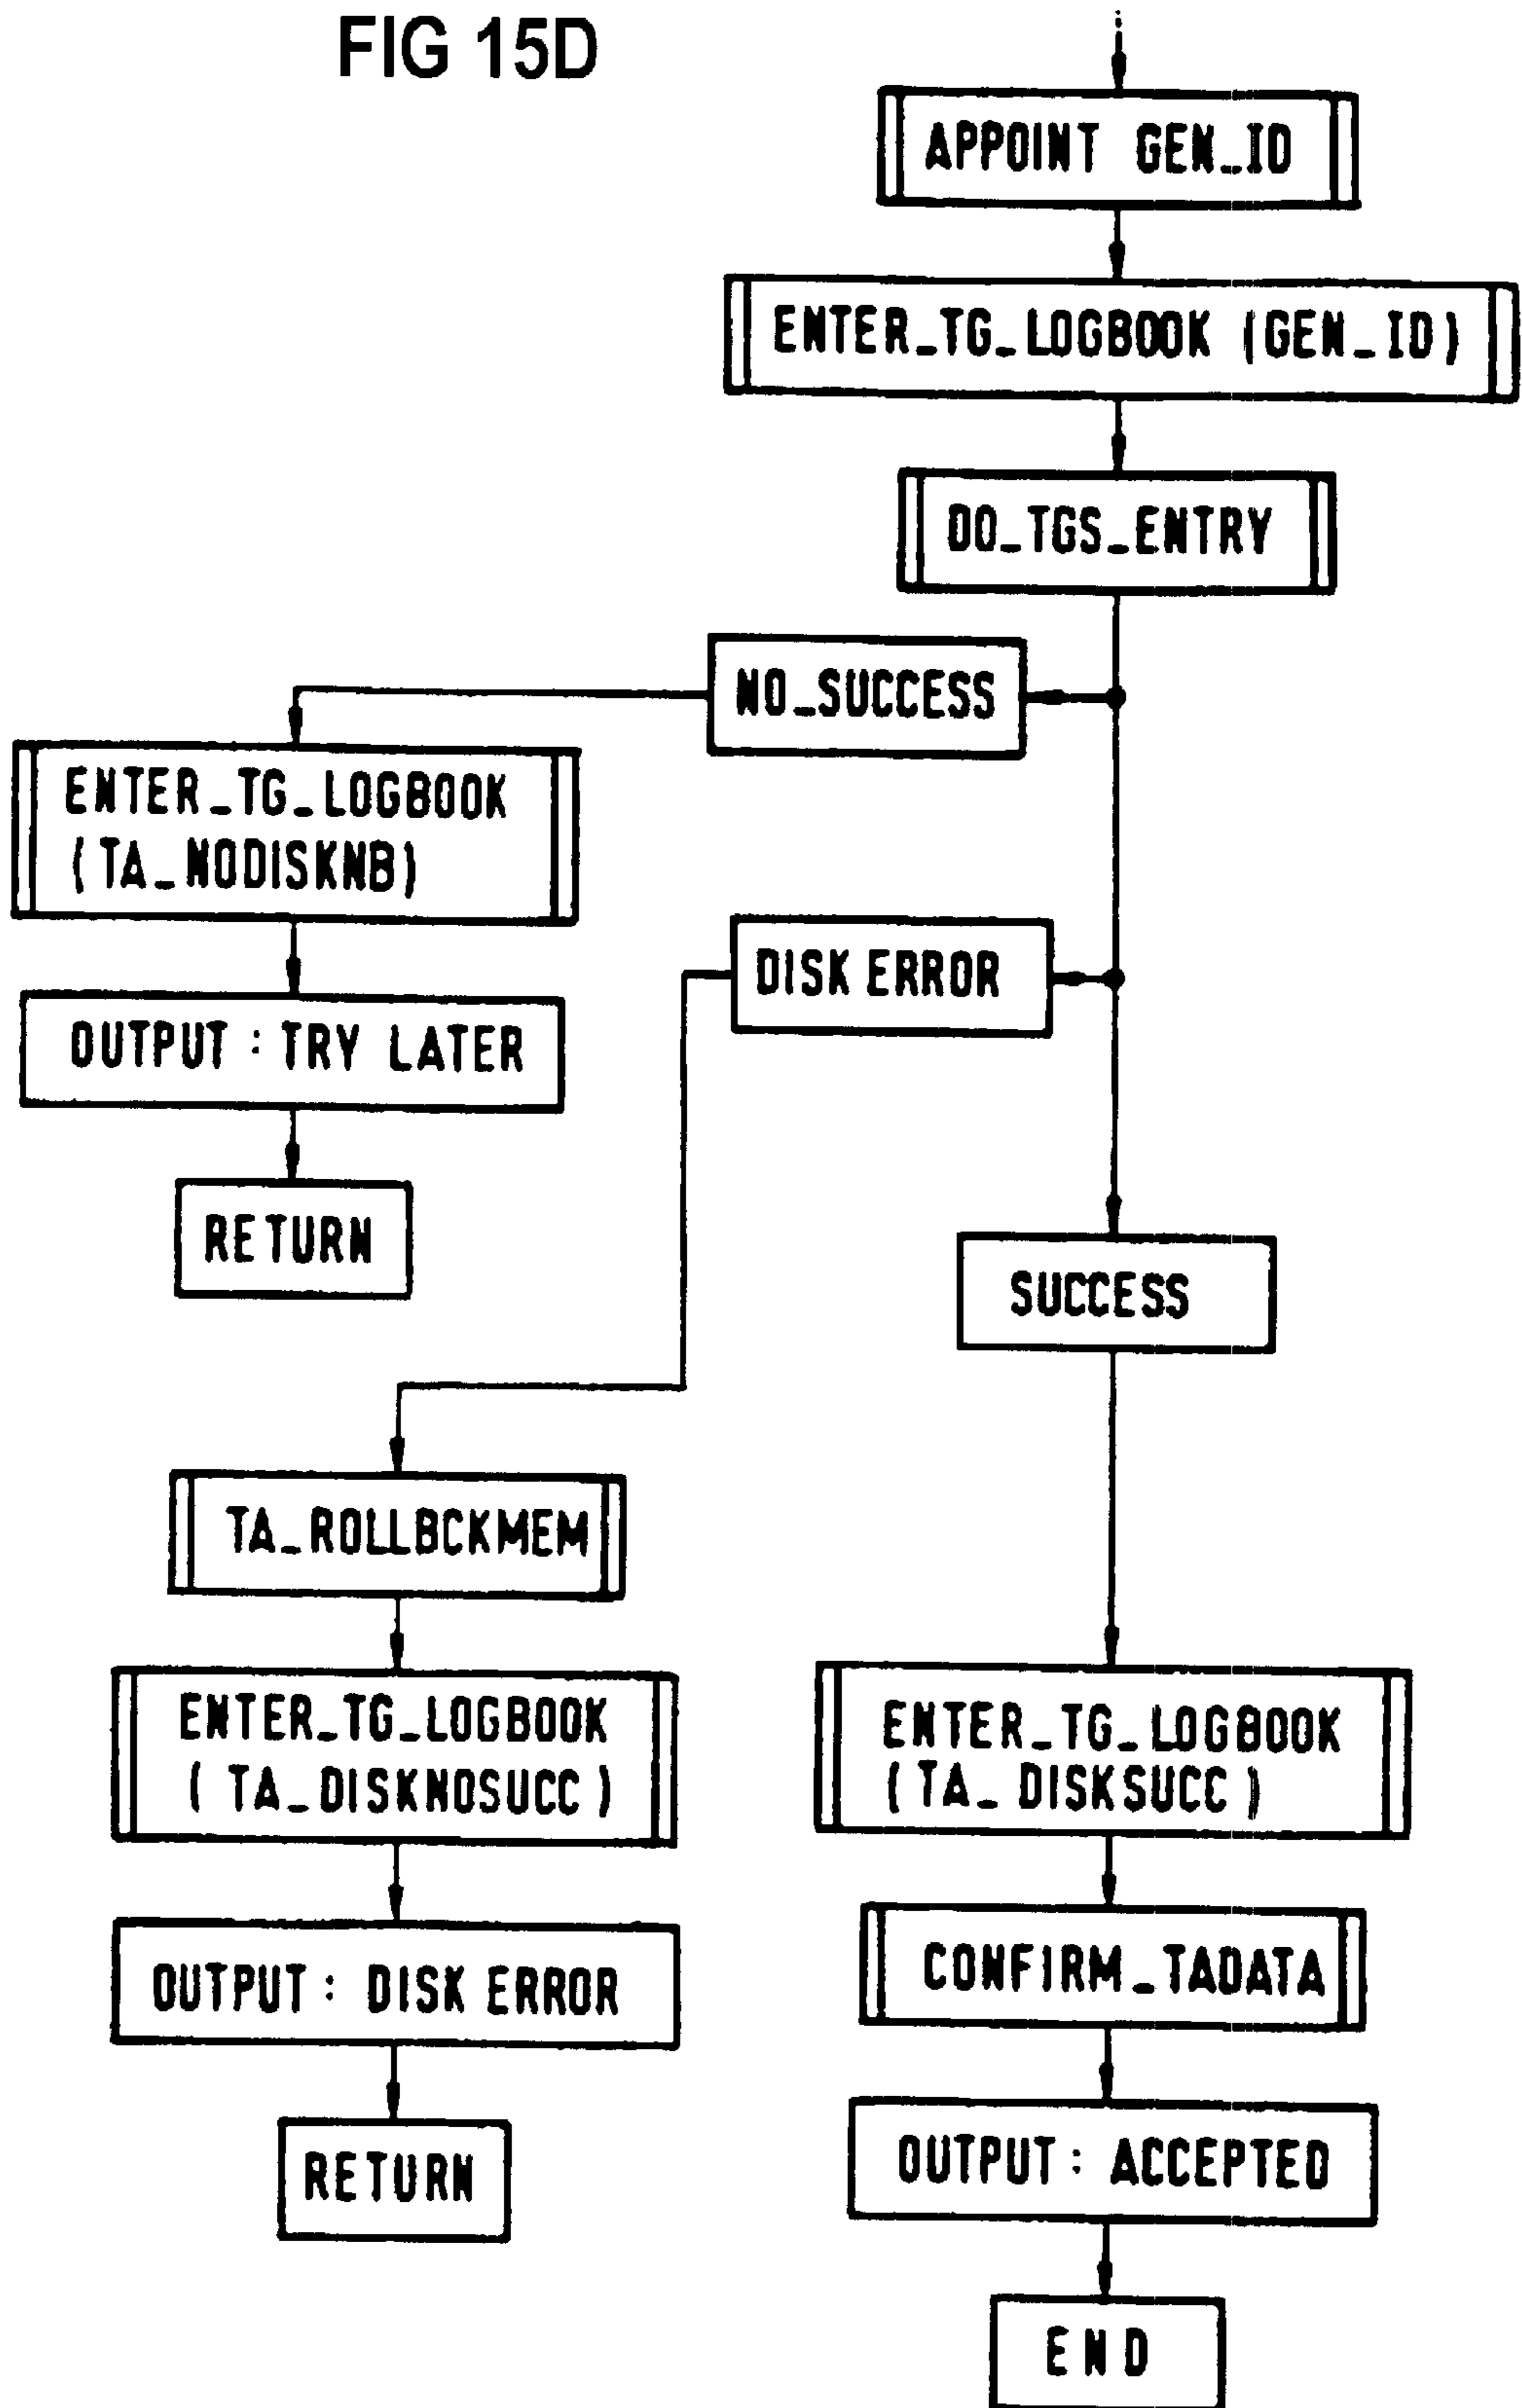 FIG 15D
APPOINT GEN_ID
ENTER_TG_LOGBOOK (GEN_ID)
DO_TGS_ENTRY
NO_SUCCESS
ENTER_TG_LOGBOOK
(TA_NODISKNB)
DISK ERROR
OUTPUT : TRY LATER
RETURN
SUCCESS
TA_ROLLBCKMEM
ENTER_TG_LOGBOOK
(TA_DISKNOSUCC)
ENTER_TG_LOGBOOK
(TA_DISKSUCC)
OUTPUT : DISK ERROR
CONFIRM_TADATA
RETURN
OUTPUT : ACCEPTED
END